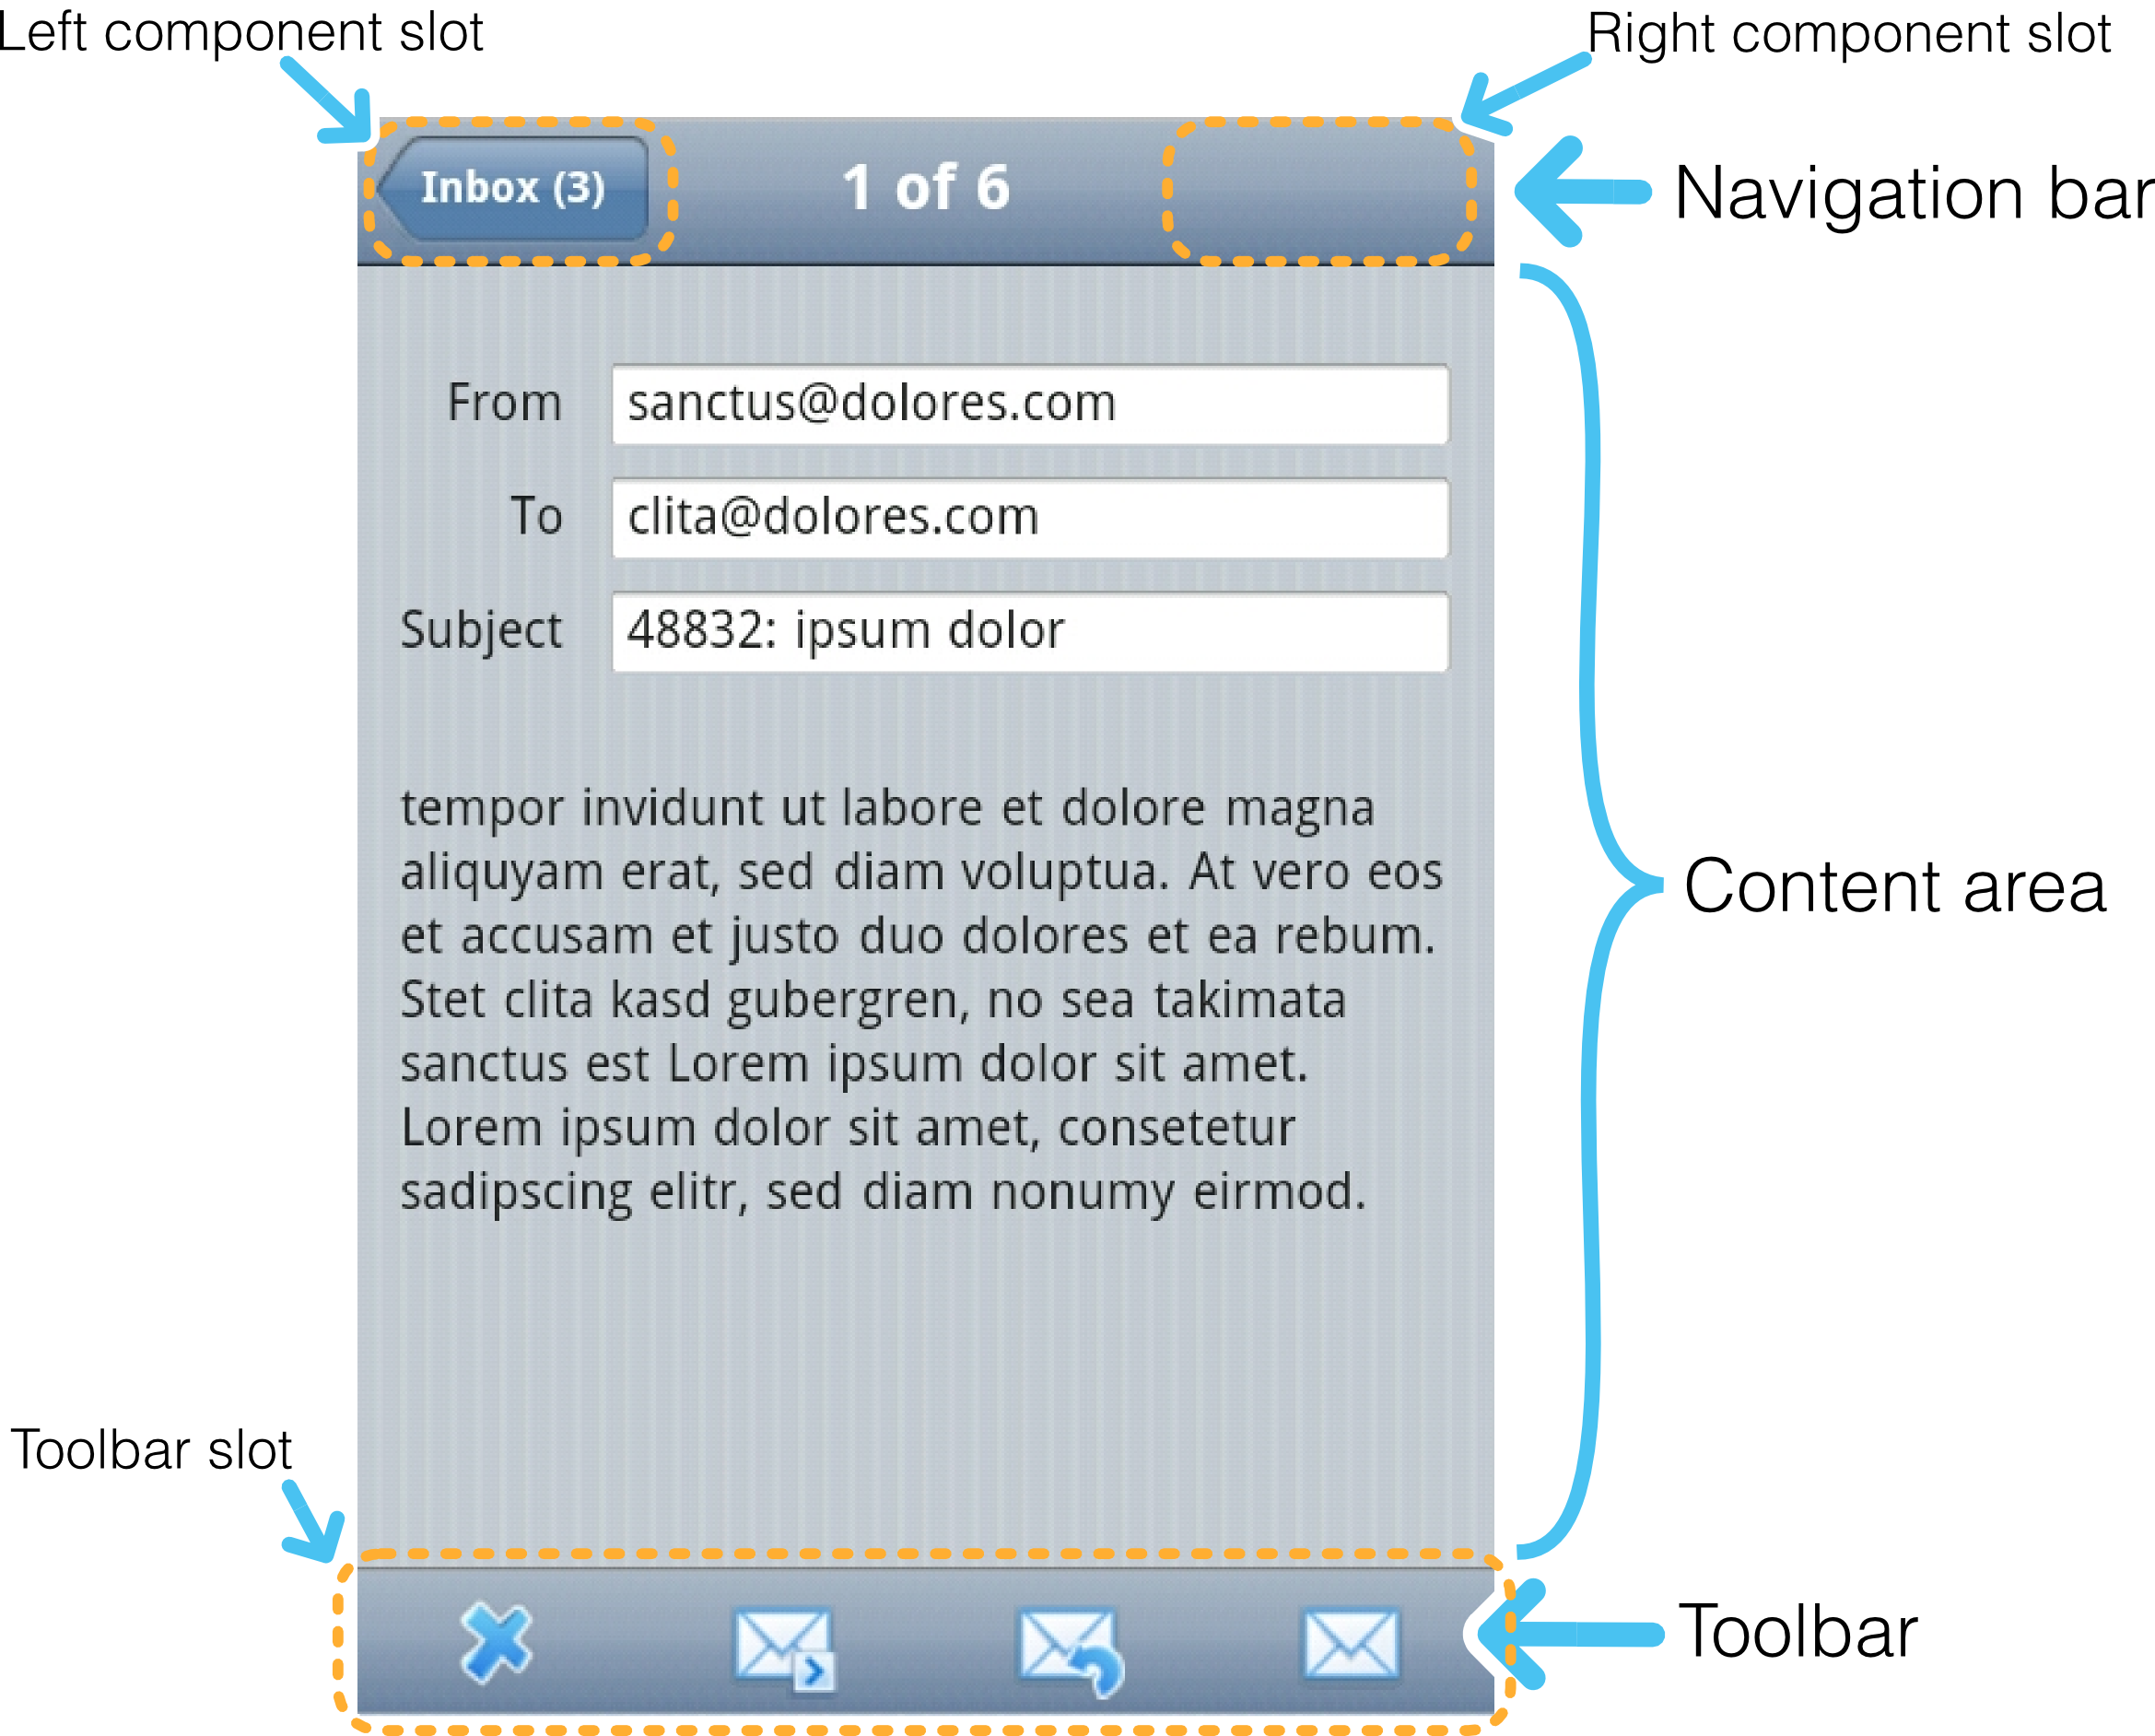 Left component slot
Right component slot
Inbox (3)
1 of 6
Navigation bar
From
sanctus@dolores.com
To
clita@dolores.com
Subject
48832: ipsum dolor
tempor invidunt ut labore et dolore magna
aliquyam erat, sed diam voluptua. At vero eos
et accusam et justo duo dolores et ea rebum.
Stet clita kasd gubergren, no sea takimata
sanctus est Lorem ipsum dolor sit amet.
Lorem ipsum dolor sit amet, consetetur
sadipscing elitr, sed diam nonumy eirmod.
Content area
Toolbar slot
Toolbar